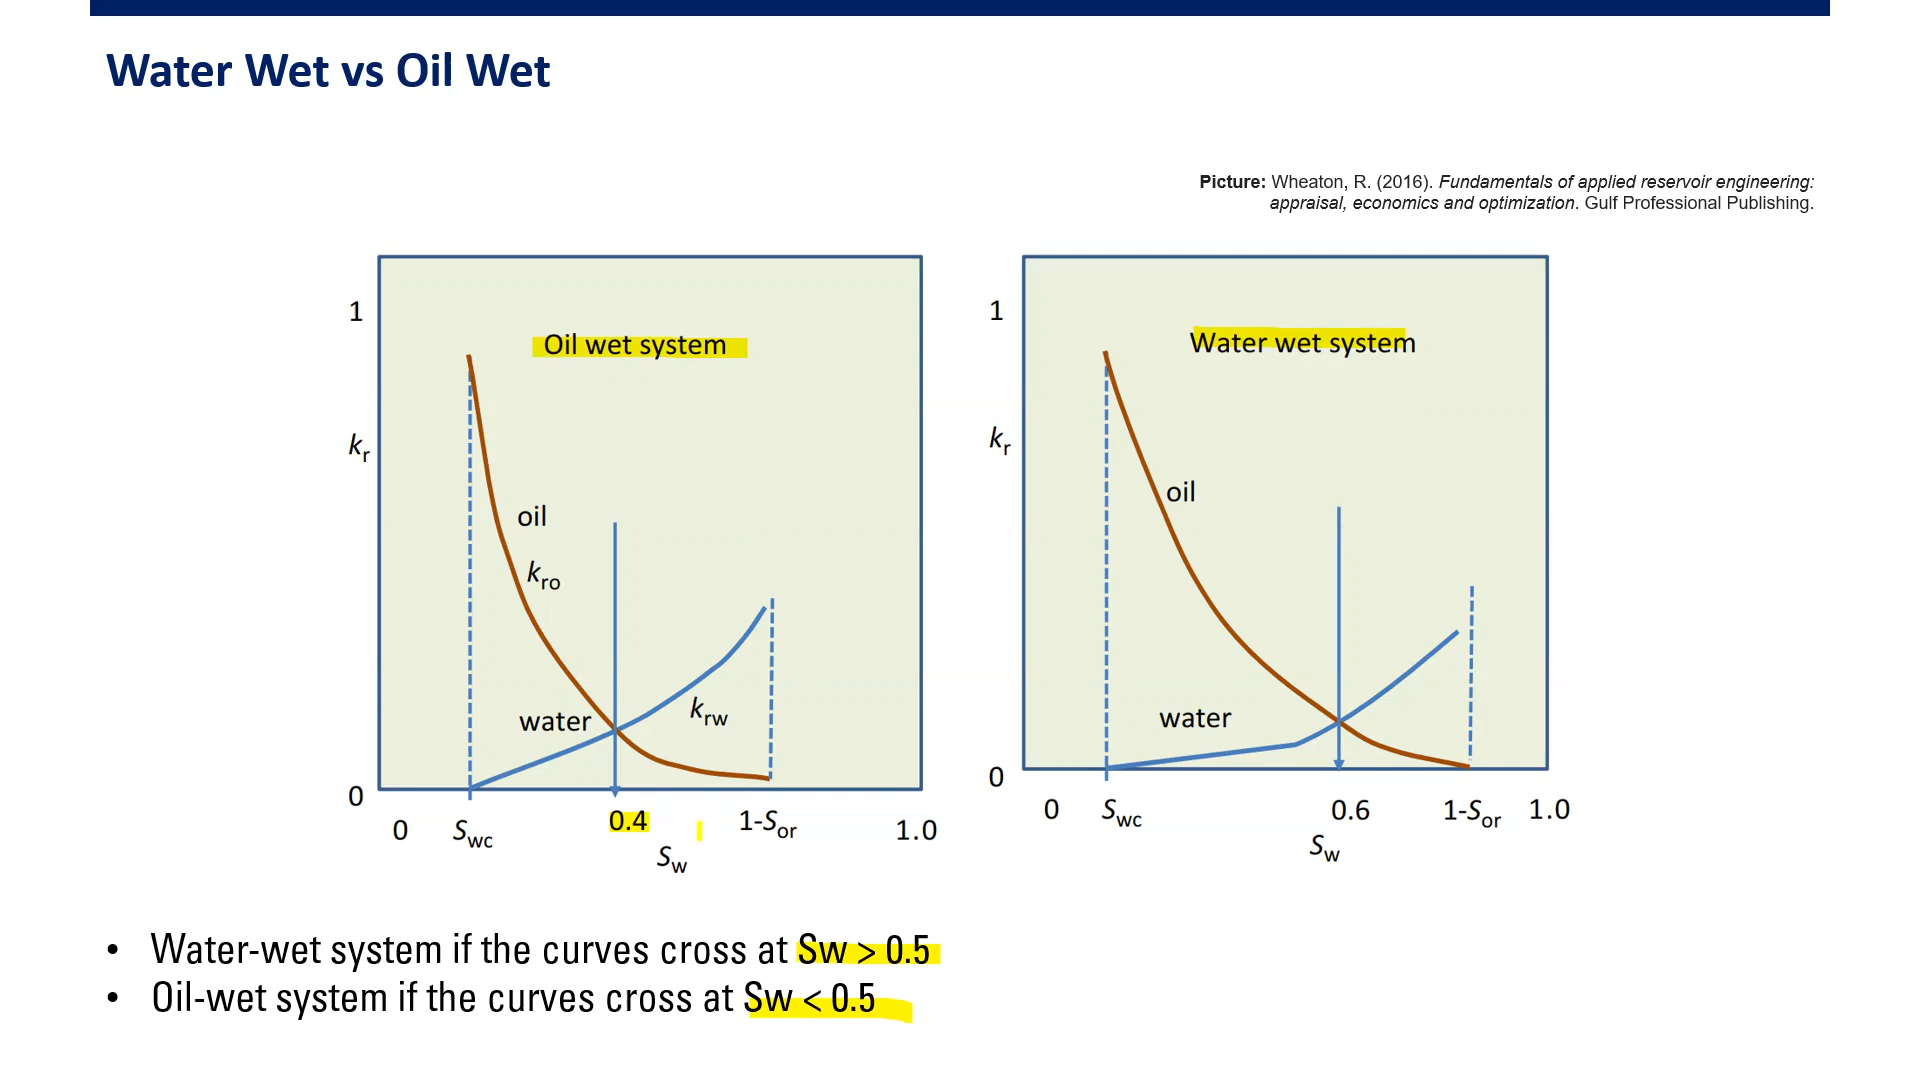 Water Wet vs Oil Wet
Picture: Wheaton, R. (2016). Fundamentals of applied reservoir engineering:
appraisal, economics and optimization. Gulf Professional Publishing.
1
Oil wet system
kr
oil
kro
water
krw
0
0 Swc 0.4 1-Sor 1.0
Sw
1
Water wet system
kr
oil
water
0
0 Swc 0.6 1-Sor 1.0
Sw
• Water-wet system if the curves cross at Sw > 0.5
• Oil-wet system if the curves cross at Sw < 0.5